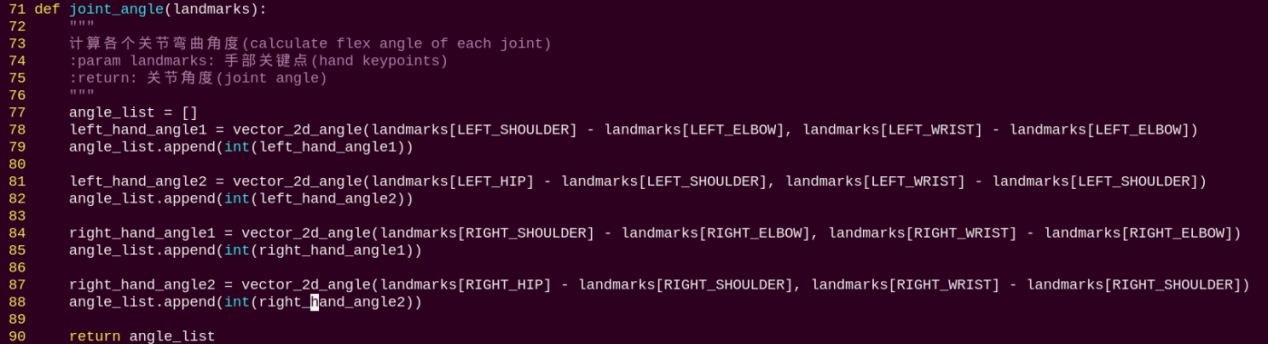 71 def joint_angle(landmarks):
72     """
73     计算各个关节弯曲角度(calculate flex angle of each joint)
74     :param landmarks: 手部关键点(hand keypoints)
75     :return: 关节角度(joint angle)
76     """
77     angle_list = []
78     left_hand_angle1 = vector_2d_angle(landmarks[LEFT_SHOULDER] - landmarks[LEFT_ELBOW], landmarks[LEFT_WRIST] - landmarks[LEFT_ELBOW])
79     angle_list.append(int(left_hand_angle1))
80
81     left_hand_angle2 = vector_2d_angle(landmarks[LEFT_HIP] - landmarks[LEFT_SHOULDER], landmarks[LEFT_WRIST] - landmarks[LEFT_SHOULDER])
82     angle_list.append(int(left_hand_angle2))
83
84     right_hand_angle1 = vector_2d_angle(landmarks[RIGHT_SHOULDER] - landmarks[RIGHT_ELBOW], landmarks[RIGHT_WRIST] - landmarks[RIGHT_ELBOW])
85     angle_list.append(int(right_hand_angle1))
86
87     right_hand_angle2 = vector_2d_angle(landmarks[RIGHT_HIP] - landmarks[RIGHT_SHOULDER], landmarks[RIGHT_WRIST] - landmarks[RIGHT_SHOULDER])
88     angle_list.append(int(right_hand_angle2))
89
90     return angle_list